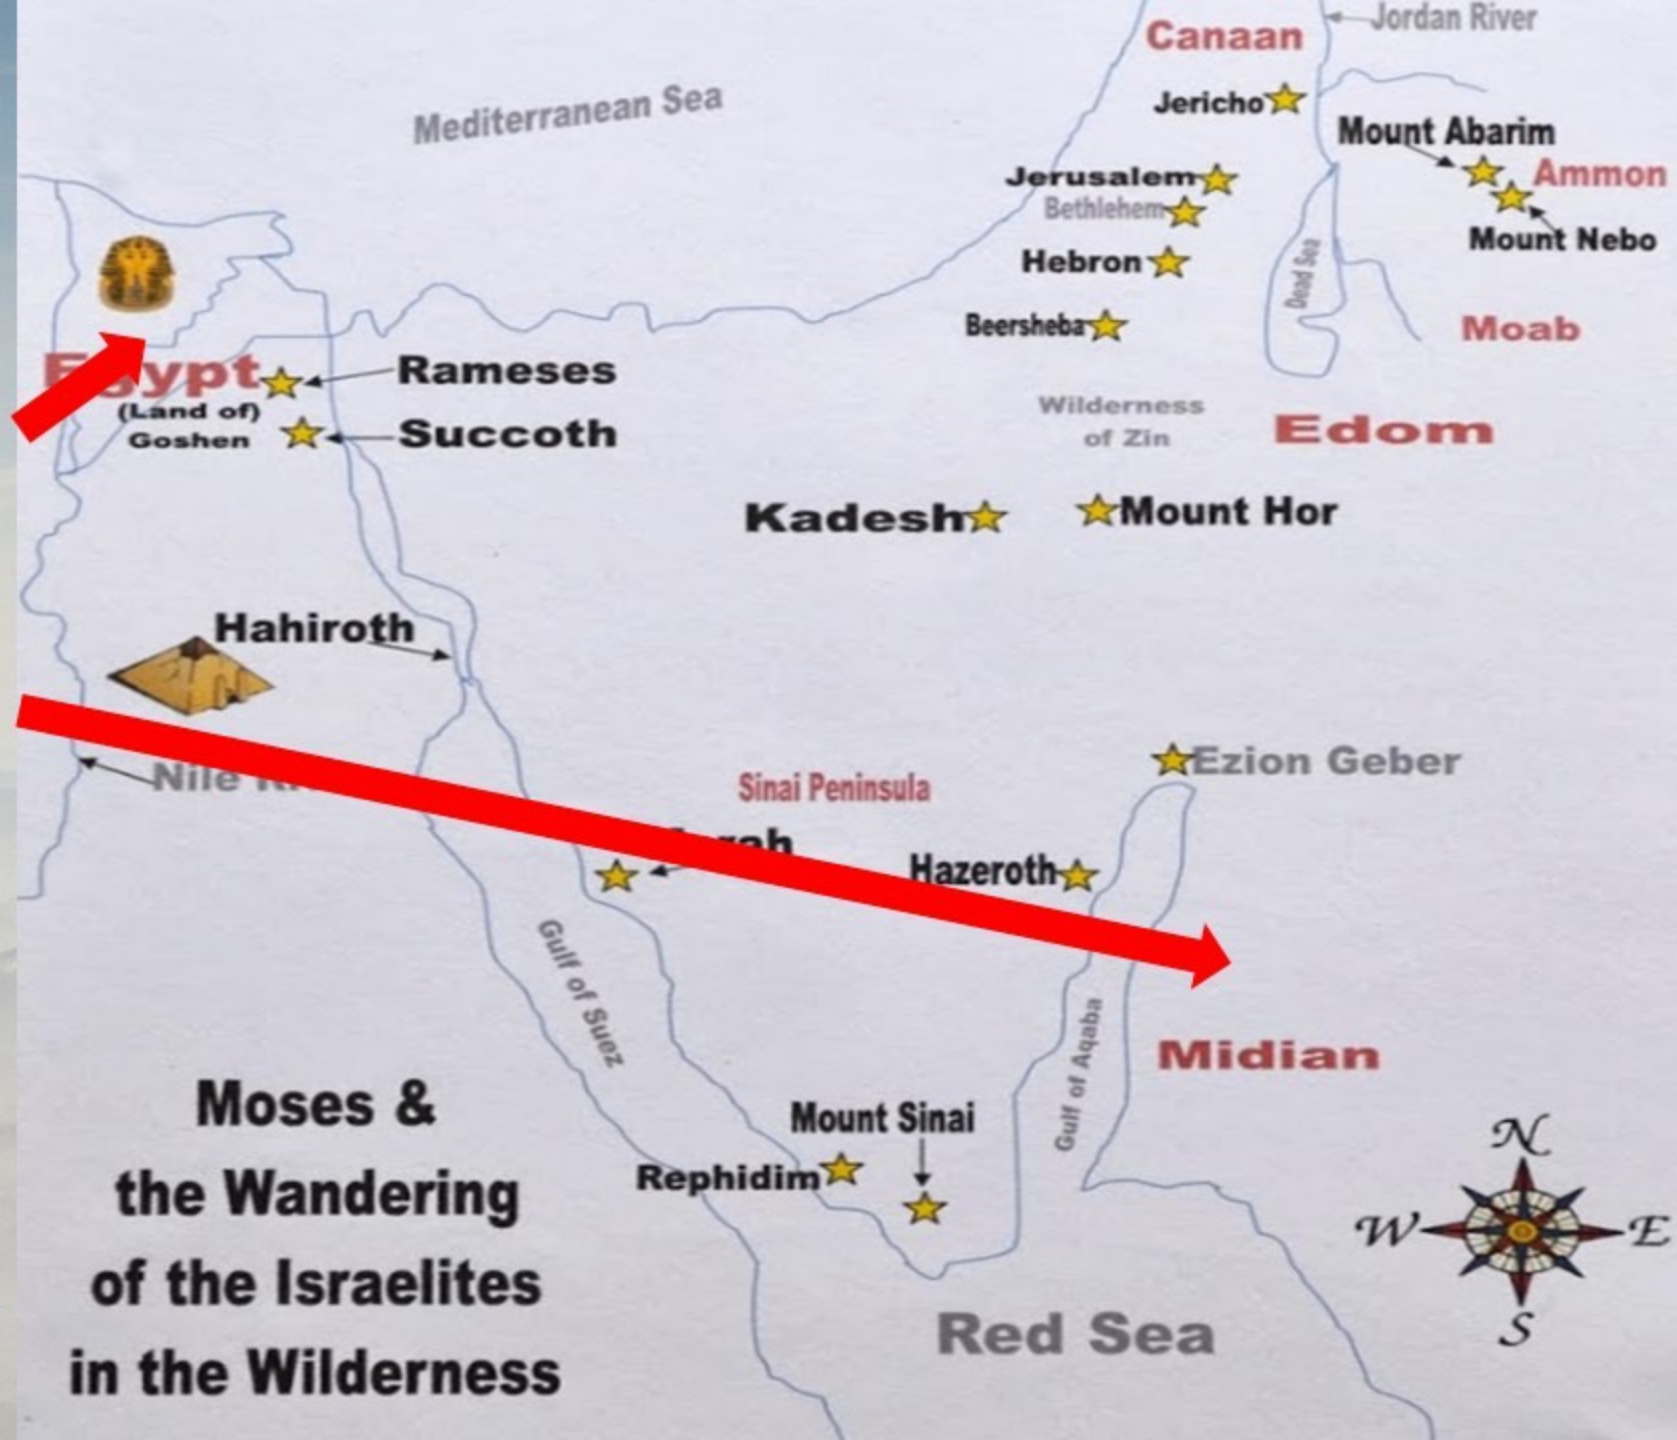 Canaan
Jordan River
Mediterranean Sea
Jericho
Mount Abarim
Jerusalem
Ammon
Bethlehem
Mount Nebo
Hebron
Dead Sea
Beersheba
Moab
Egypt
Rameses
(Land of)
Goshen
Succoth
Wilderness
of Zin
Edom
Kadesh
Mount Hor
Hahiroth
Nile
Ezion Geber
Sinai Peninsula
Hazeroth
Gulf of Suez
Gulf of Aqaba
Midian
Moses &
the Wandering
of the Israelites
in the Wilderness
Mount Sinai
Rephidim
N
W
E
S
Red Sea